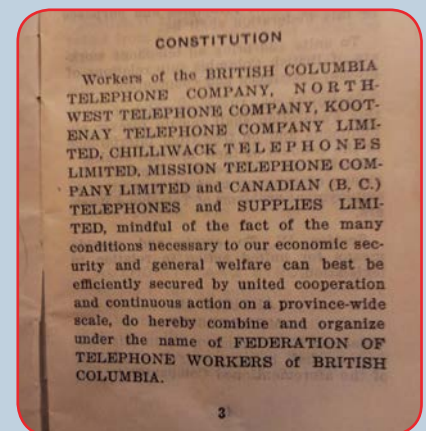 CONSTITUTION
Workers of the BRITISH COLUMBIA
TELEPHONE COMPANY, NORTH-
WEST TELEPHONE COMPANY, KOOT-
ENAY TELEPHONE COMPANY LIMI-
TED, CHILLIWACK TELEPHONES
LIMITED, MISSION TELEPHONE COM-
PANY LIMITED and CANADIAN (B. C.)
TELEPHONES and SUPPLIES LIMI-
TED, mindful of the fact of the many
conditions necessary to our economic sec-
urity and general welfare can best be
efficiently secured by united cooperation
and continuous action on a province-wide
scale, do hereby combine and organize
under the name of FEDERATION OF
TELEPHONE WORKERS of BRITISH
COLUMBIA.
3